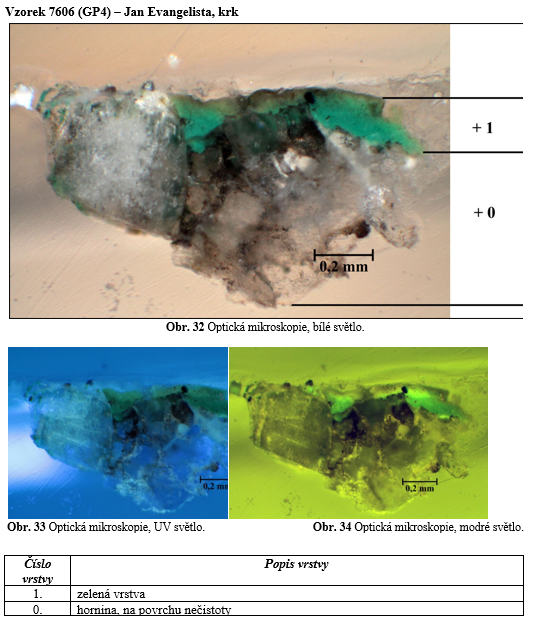 Vzorek 7606 (GP4) – Jan Evangelista, krk
+ 1
+ 0
0,2 mm
Obr. 32 Optická mikroskopie, bílé světlo.
0,2 mm
0,2 mm
Obr. 33 Optická mikroskopie, UV světlo.
Obr. 34 Optická mikroskopie, modré světlo.
Číslo vrstvy
Popis vrstvy
1.
zelená vrstva
0.
hornina, na povrchu nečistoty